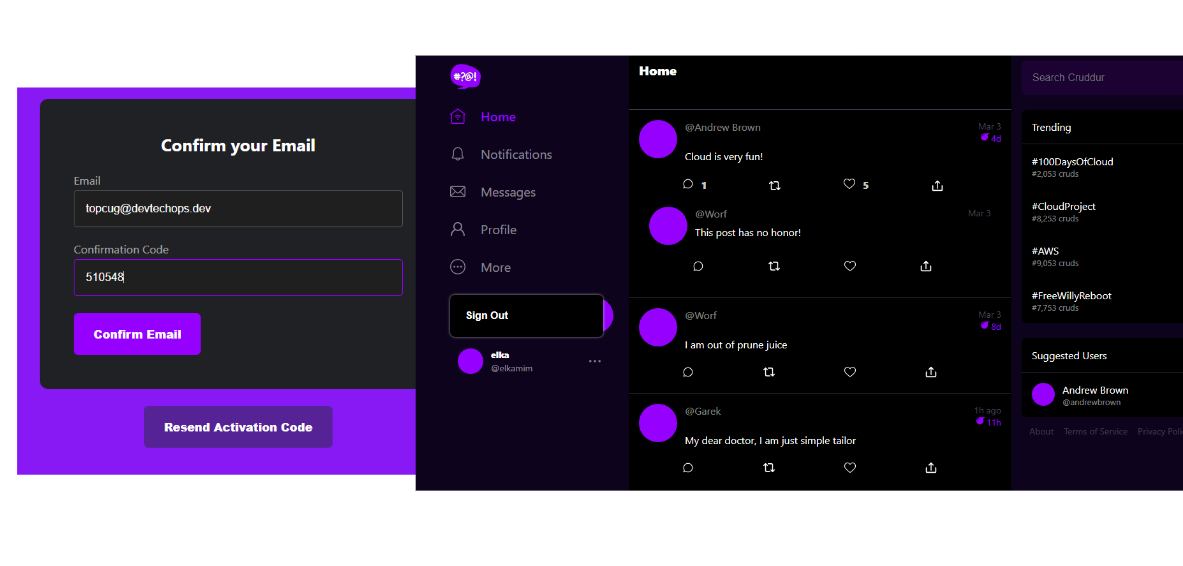 Confirm your Email
Email
topcug@devtechops.dev
Confirmation Code
510548
Confirm Email
Resend Activation Code
#?@!
Home
Notifications
Messages
Profile
More
Sign Out
elka
@elkamim
Home
@Andrew Brown
Mar 3
4d
Cloud is very fun!
1
5
@Worf
Mar 3
This post has no honor!
@Worf
Mar 3
8d
I am out of prune juice
@Garek
1h ago
11h
My dear doctor, I am just simple tailor
Search Cruddur
Trending
#100DaysOfCloud
#2,053 cruds
#CloudProject
#8,253 cruds
#AWS
#9,053 cruds
#FreeWillyReboot
#7,753 cruds
Suggested Users
Andrew Brown
@andrewbrown
About Terms of Service Privacy Poli